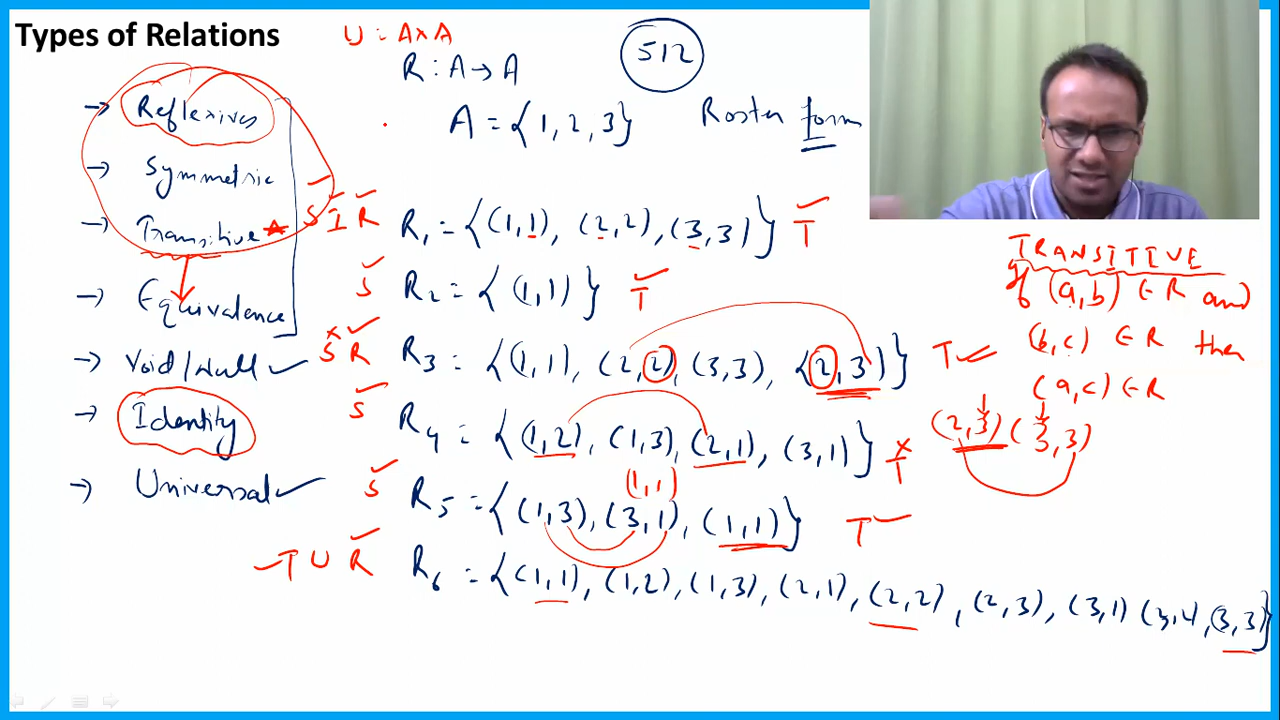 Types of Relations
U = A×A
R : A → A
512
A = {1, 2, 3}
Roster form
→ Reflexives
→ Symmetric
→ Transitive
→ Equivalence
→ Void/Null ✓
→ Identity
→ Universal ✓
S I R R₁ = {(1,1), (2,2), (3,3)} T
S R₂ = {(1,1)} T
S R R₃ = {(1,1), (2,2), (3,3), (2,3)} T
S R₄ = {(1,2), (1,3), (2,1), (3,1)} T
(1,1)
S R₅ = {(1,3), (3,1), (1,1)} T
T U R R₆ = {(1,1), (1,2), (1,3), (2,1), (2,2), (2,3), (3,1) (3,3)}
TRANSITIVE
if (a,b) ∈ R and
(b,c) ∈ R then
(a,c) ∈ R
(2,3) (3,3)